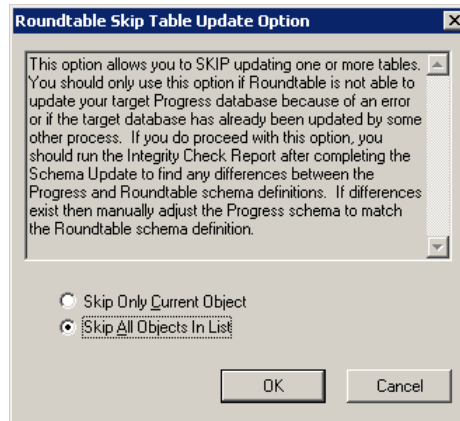 Roundtable Skip Table Update Option
This option allows you to SKIP updating one or more tables.
You should only use this option if Roundtable is not able to
update your target Progress database because of an error
or if the target database has already been updated by some
other process. If you do proceed with this option, you
should run the Integrity Check Report after completing the
Schema Update to find any differences between the
Progress and Roundtable schema definitions. If differences
exist then manually adjust the Progress schema to match
the Roundtable schema definition.
Skip Only Current Object
Skip All Objects In List
OK
Cancel